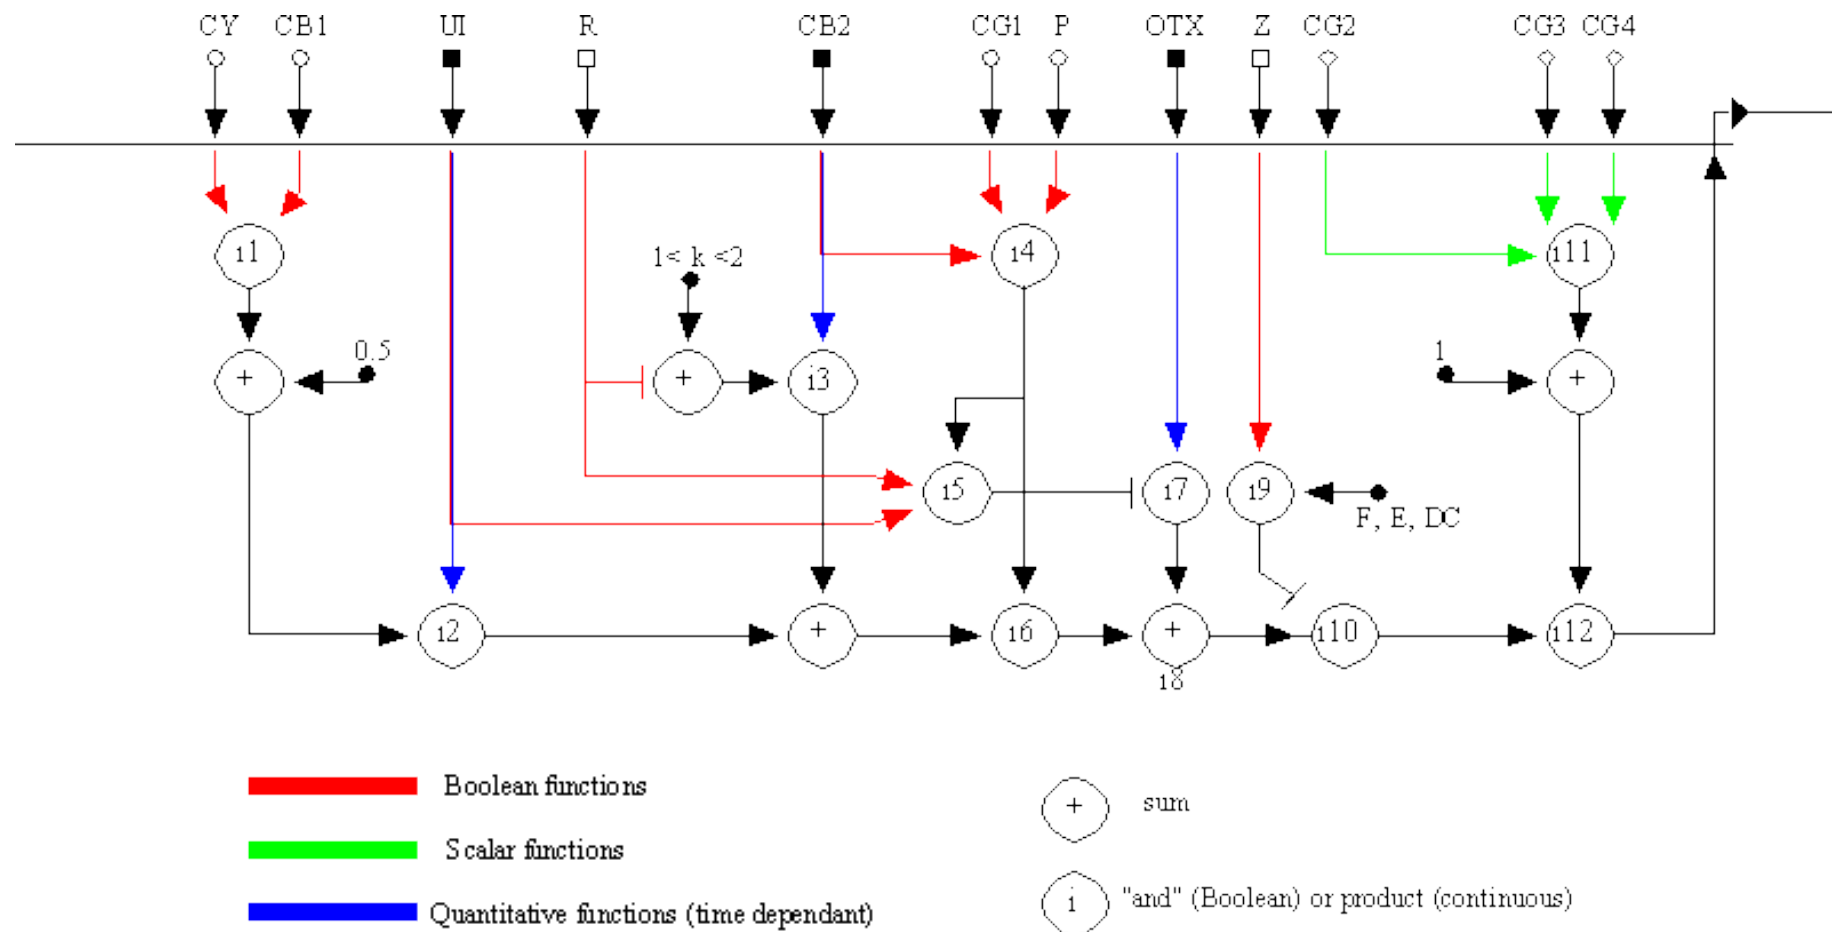 CY CB1 UI R CB2 CG1 P OTX Z CG2 CG3 CG4
i1 i4 i11
1< k <2
0.5 1
+ + i3 +
i5 i7 i9
F, E, DC
i2 + i6 + i10 i12
i8
Boolean functions
+ sum
Scalar functions
i "and" (Boolean) or product (continuous)
Quantitative functions (time dependant)